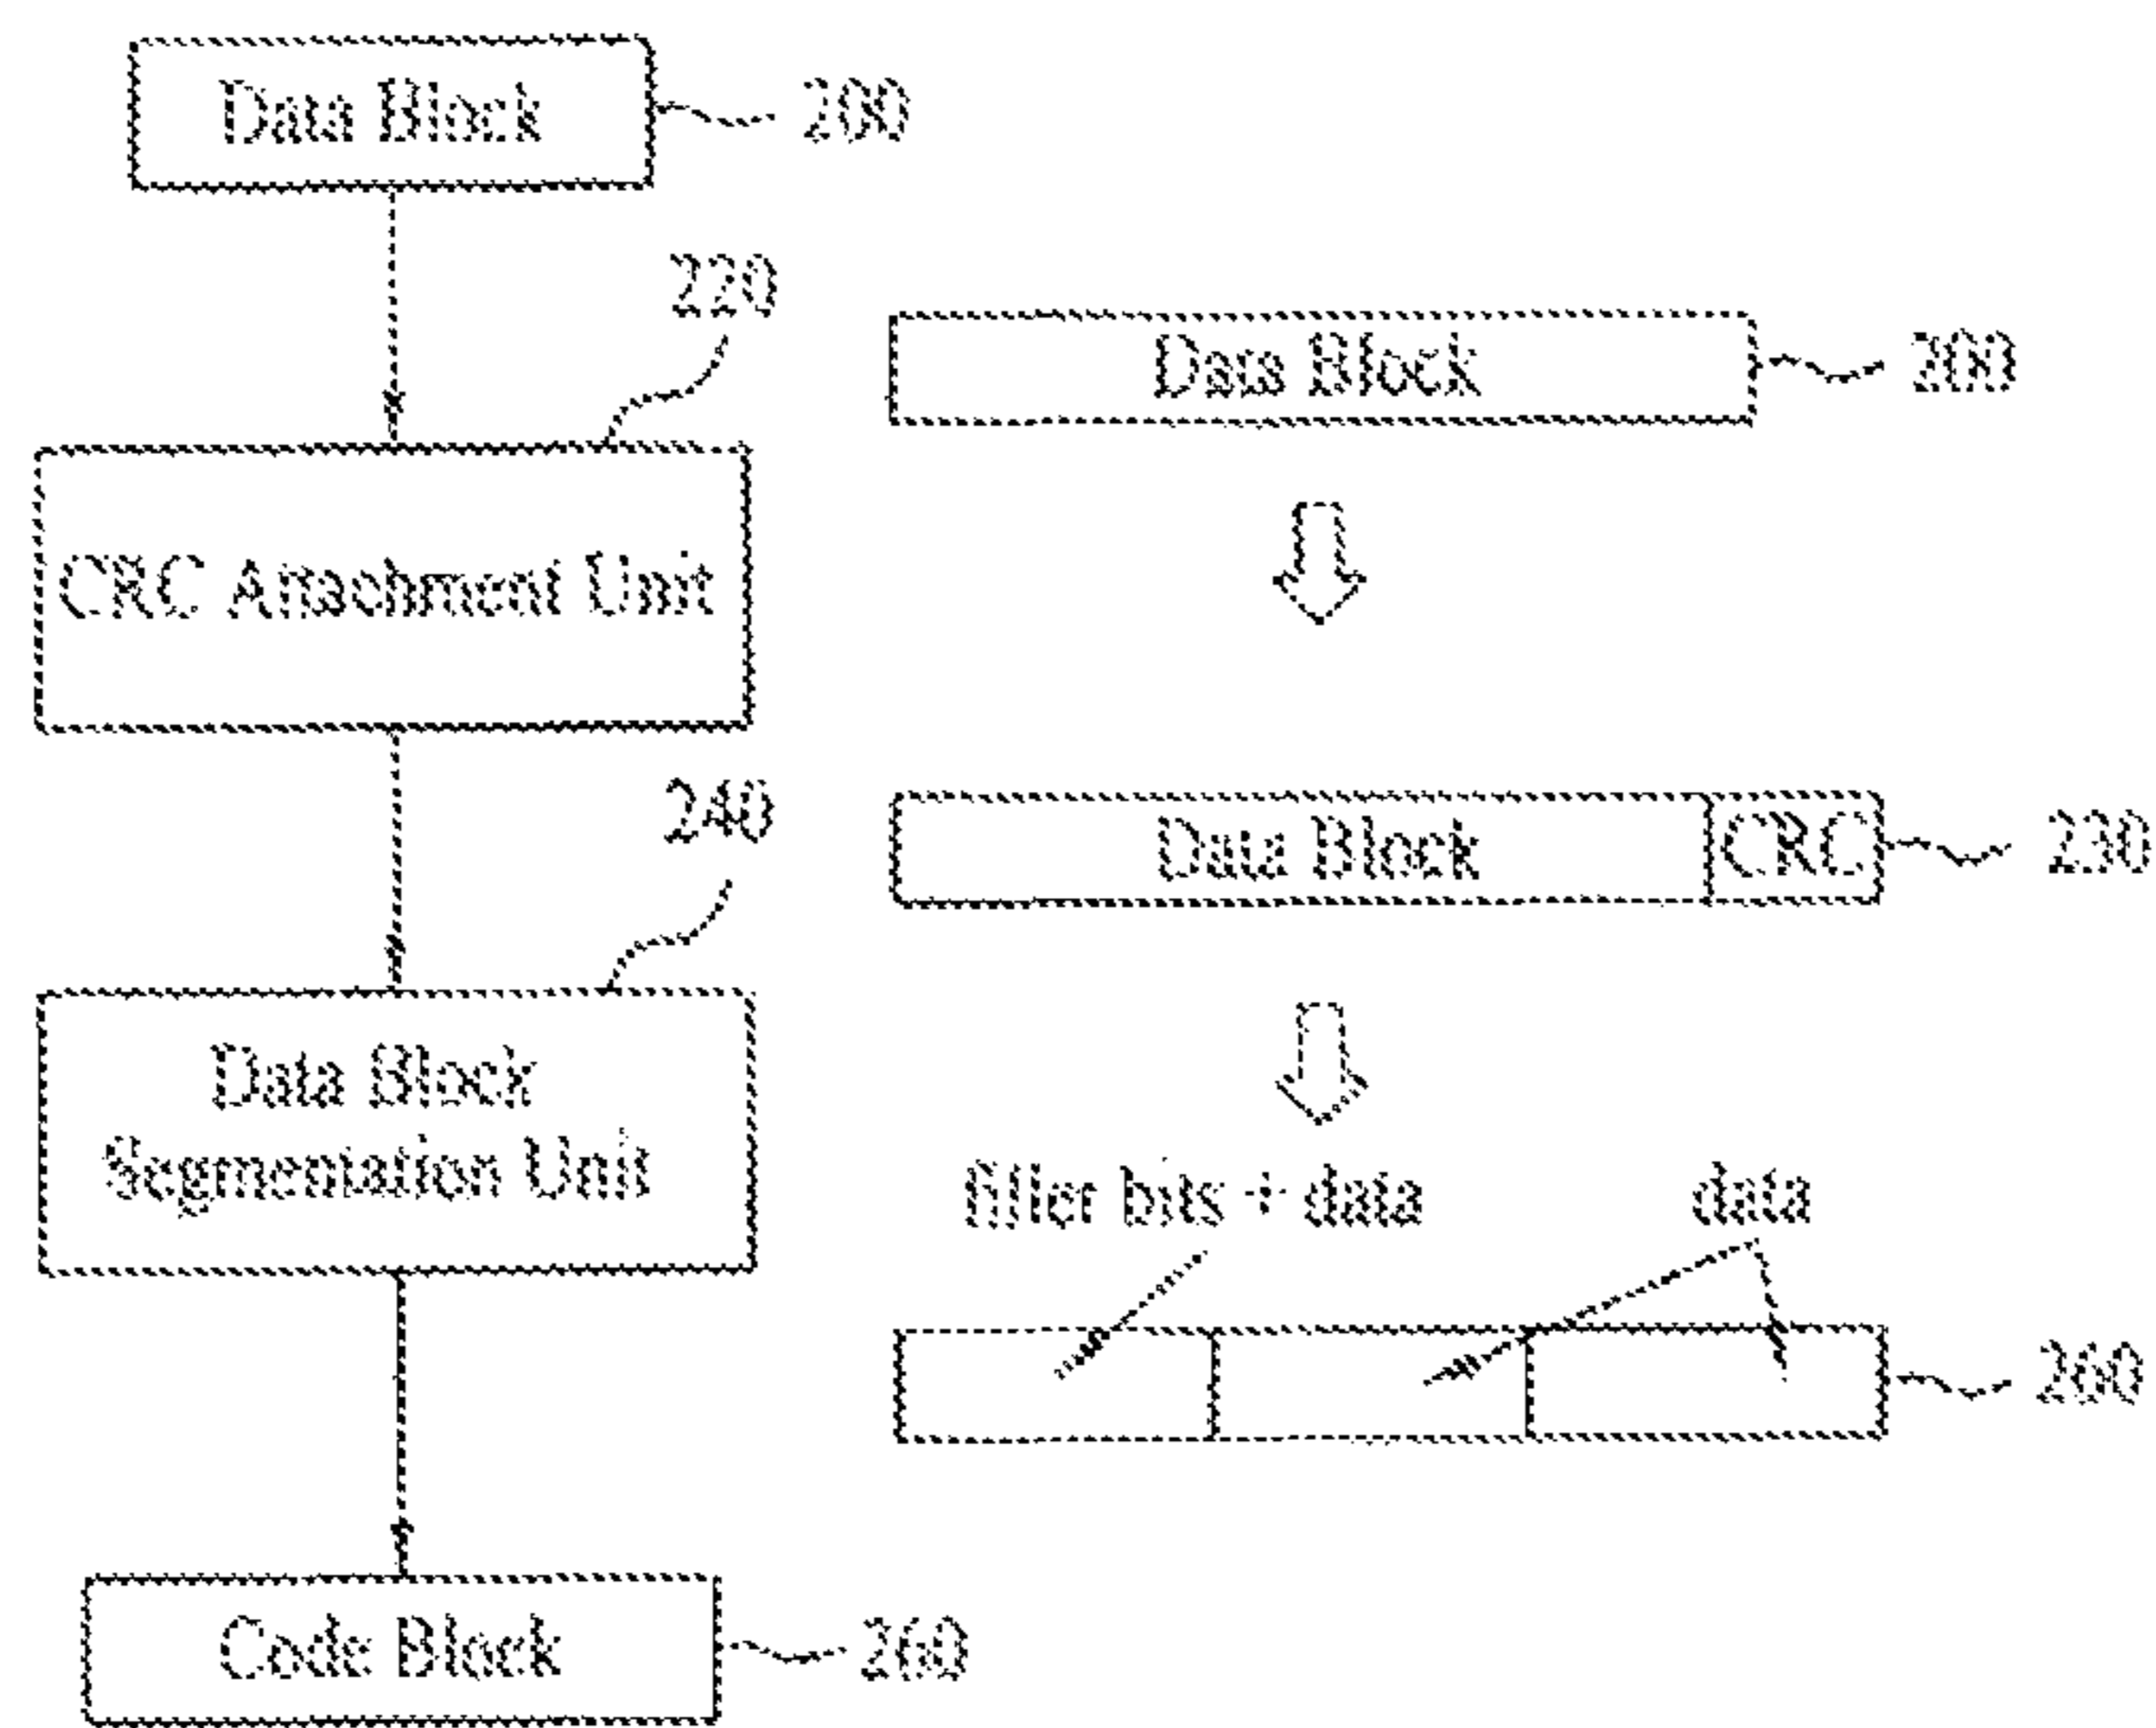 Data Block
200
220
CRC Attachment Unit
240
Data Block
Segmentation Unit
Code Block
260
Data Block
200
Data Block CRC
230
filler bits + data
data
260